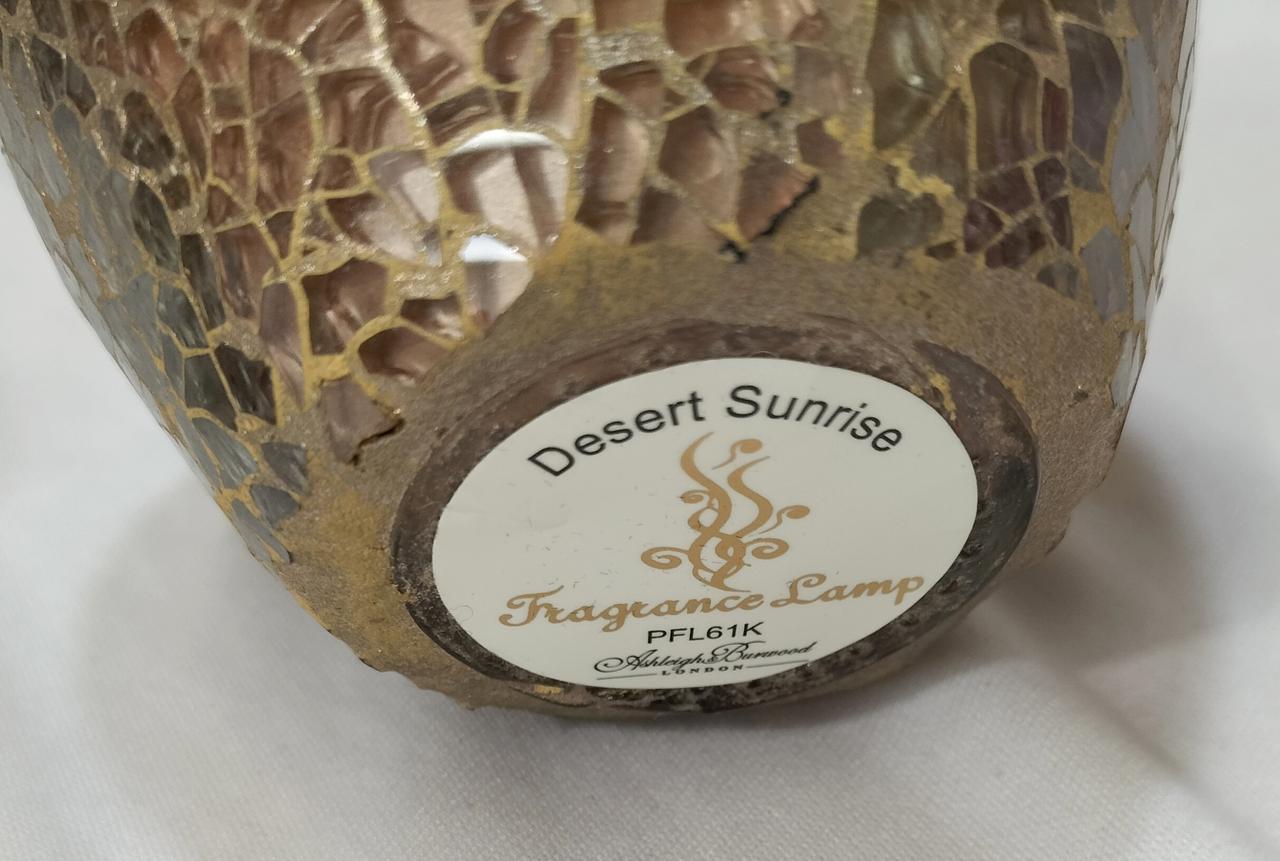 Desert Sunrise
Fragrance Lamp
PFL61K
Ashleigh & Burwood
LONDON